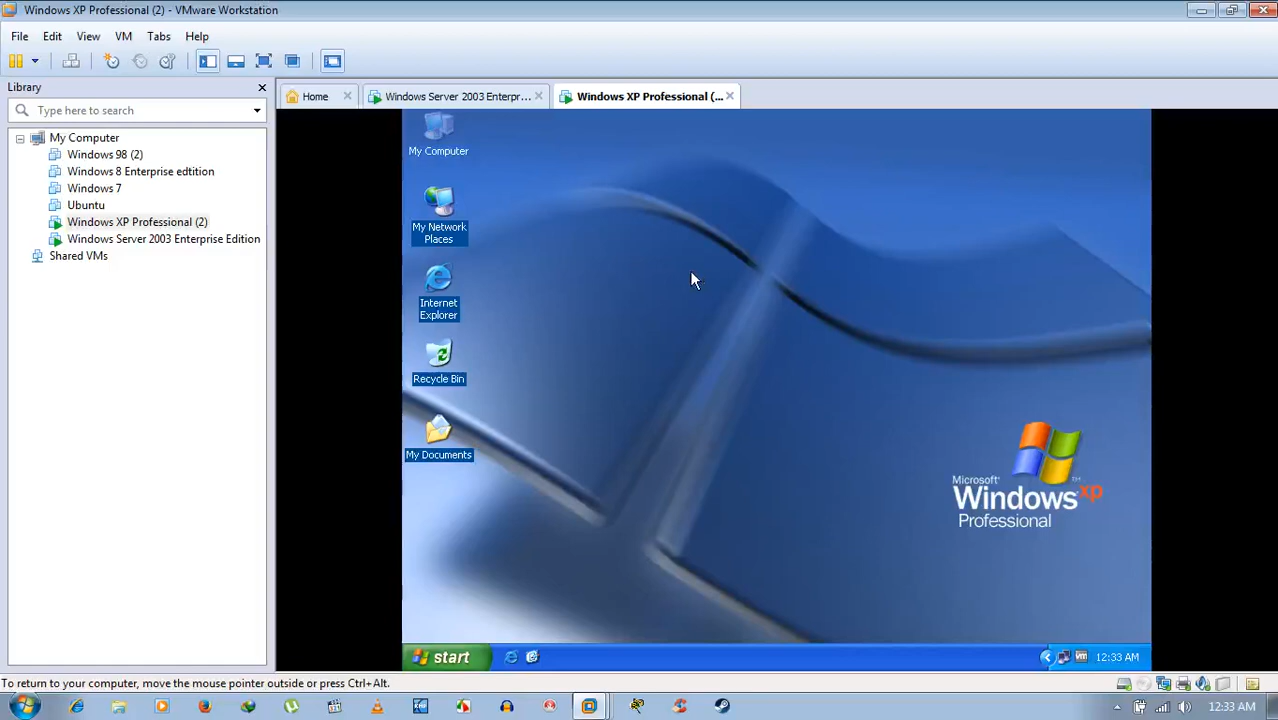 Windows XP Professional (2) - VMware Workstation
File Edit View VM Tabs Help
Library
Type here to search
My Computer
Windows 98 (2)
Windows 8 Enterprise edtition
Windows 7
Ubuntu
Windows XP Professional (2)
Windows Server 2003 Enterprise Edition
Shared VMs
Home
Windows Server 2003 Enterpr...
Windows XP Professional (...
My Computer
My Network
Places
Internet
Explorer
Recycle Bin
My Documents
Microsoft
Windows xp
TM
Professional
start
12:33 AM
To return to your computer, move the mouse pointer outside or press Ctrl+Alt.
12:33 AM